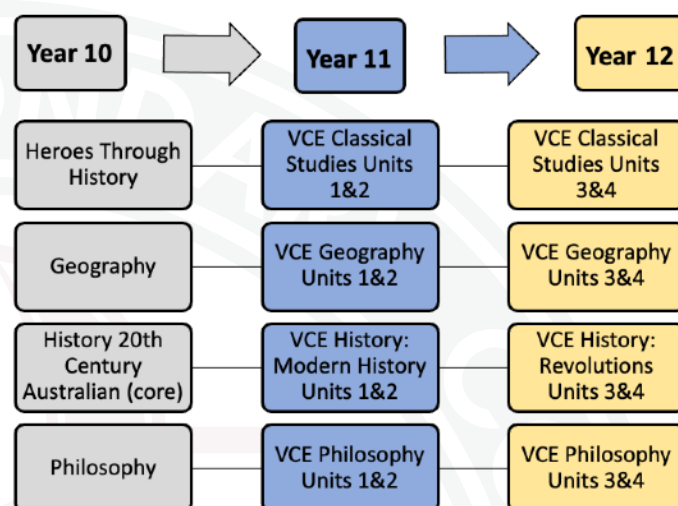 Year 10
Year 11
Year 12
Heroes Through
History
VCE Classical
Studies Units
1&2
VCE Classical
Studies Units
3&4
Geography
VCE Geography
Units 1&2
VCE Geography
Units 3&4
History 20th
Century
Australian (core)
VCE History:
Modern History
Units 1&2
VCE History:
Revolutions
Units 3&4
Philosophy
VCE Philosophy
Units 1&2
VCE Philosophy
Units 3&4